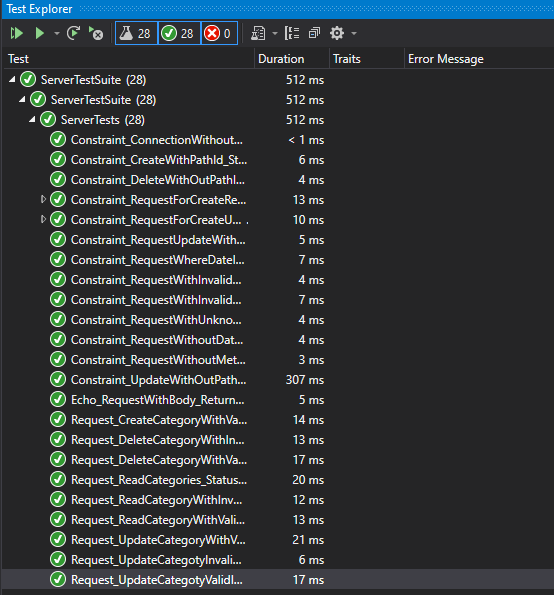 Test Explorer
28 28 0
Test Duration Traits Error Message
ServerTestSuite (28) 512 ms
ServerTestSuite (28) 512 ms
ServerTests (28) 512 ms
Constraint_ConnectionWithout... < 1 ms
Constraint_CreateWithPathId_St... 6 ms
Constraint_DeleteWithOutPathI... 4 ms
Constraint_RequestForCreateRe... 13 ms
Constraint_RequestForCreateU... . 10 ms
Constraint_RequestUpdateWith... 5 ms
Constraint_RequestWhereDateI... 7 ms
Constraint_RequestWithInvalid... 4 ms
Constraint_RequestWithInvalid... 7 ms
Constraint_RequestWithUnkno... 4 ms
Constraint_RequestWithoutDat... 4 ms
Constraint_RequestWithoutMet... 3 ms
Constraint_UpdateWithOutPath... 307 ms
Echo_RequestWithBody_Return... 5 ms
Request_CreateCategoryWithVa... 14 ms
Request_DeleteCategoryWithIn... 13 ms
Request_DeleteCategoryWithVa... 17 ms
Request_ReadCategories_Status... 20 ms
Request_ReadCategoryWithInv... 12 ms
Request_ReadCategoryWithVali... 13 ms
Request_UpdateCategoryWithV... 21 ms
Request_UpdateCategotyInvali... 6 ms
Request_UpdateCategotyValidI... 17 ms